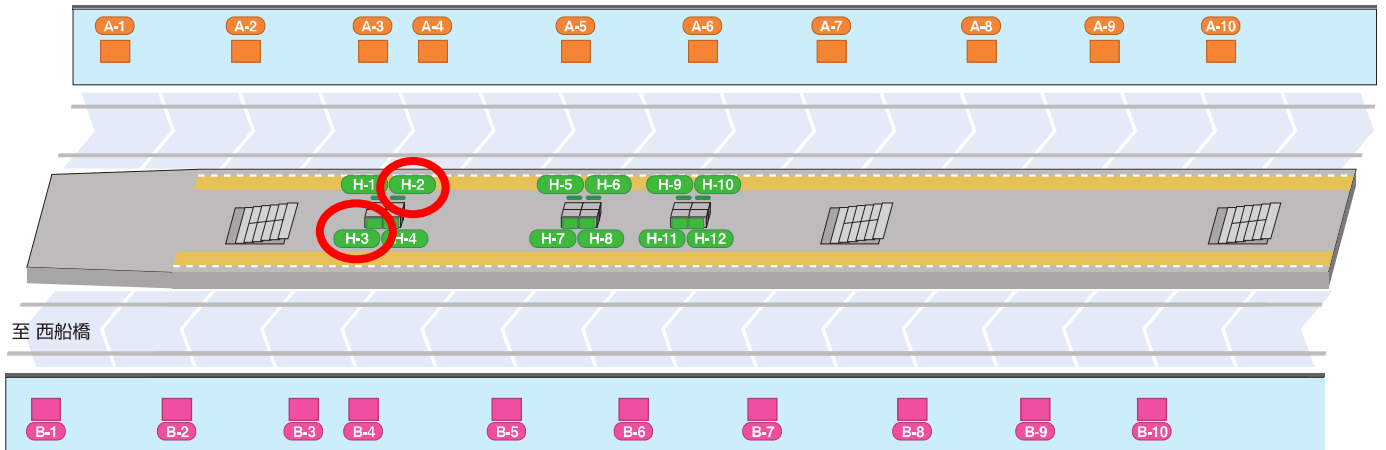 A-1 A-2 A-3 A-4 A-5 A-6 A-7 A-8 A-9 A-10
H-1 H-2 H-5 H-6 H-9 H-10
H-3 H-4 H-7 H-8 H-11 H-12
至 西船橋
B-1 B-2 B-3 B-4 B-5 B-6 B-7 B-8 B-9 B-10